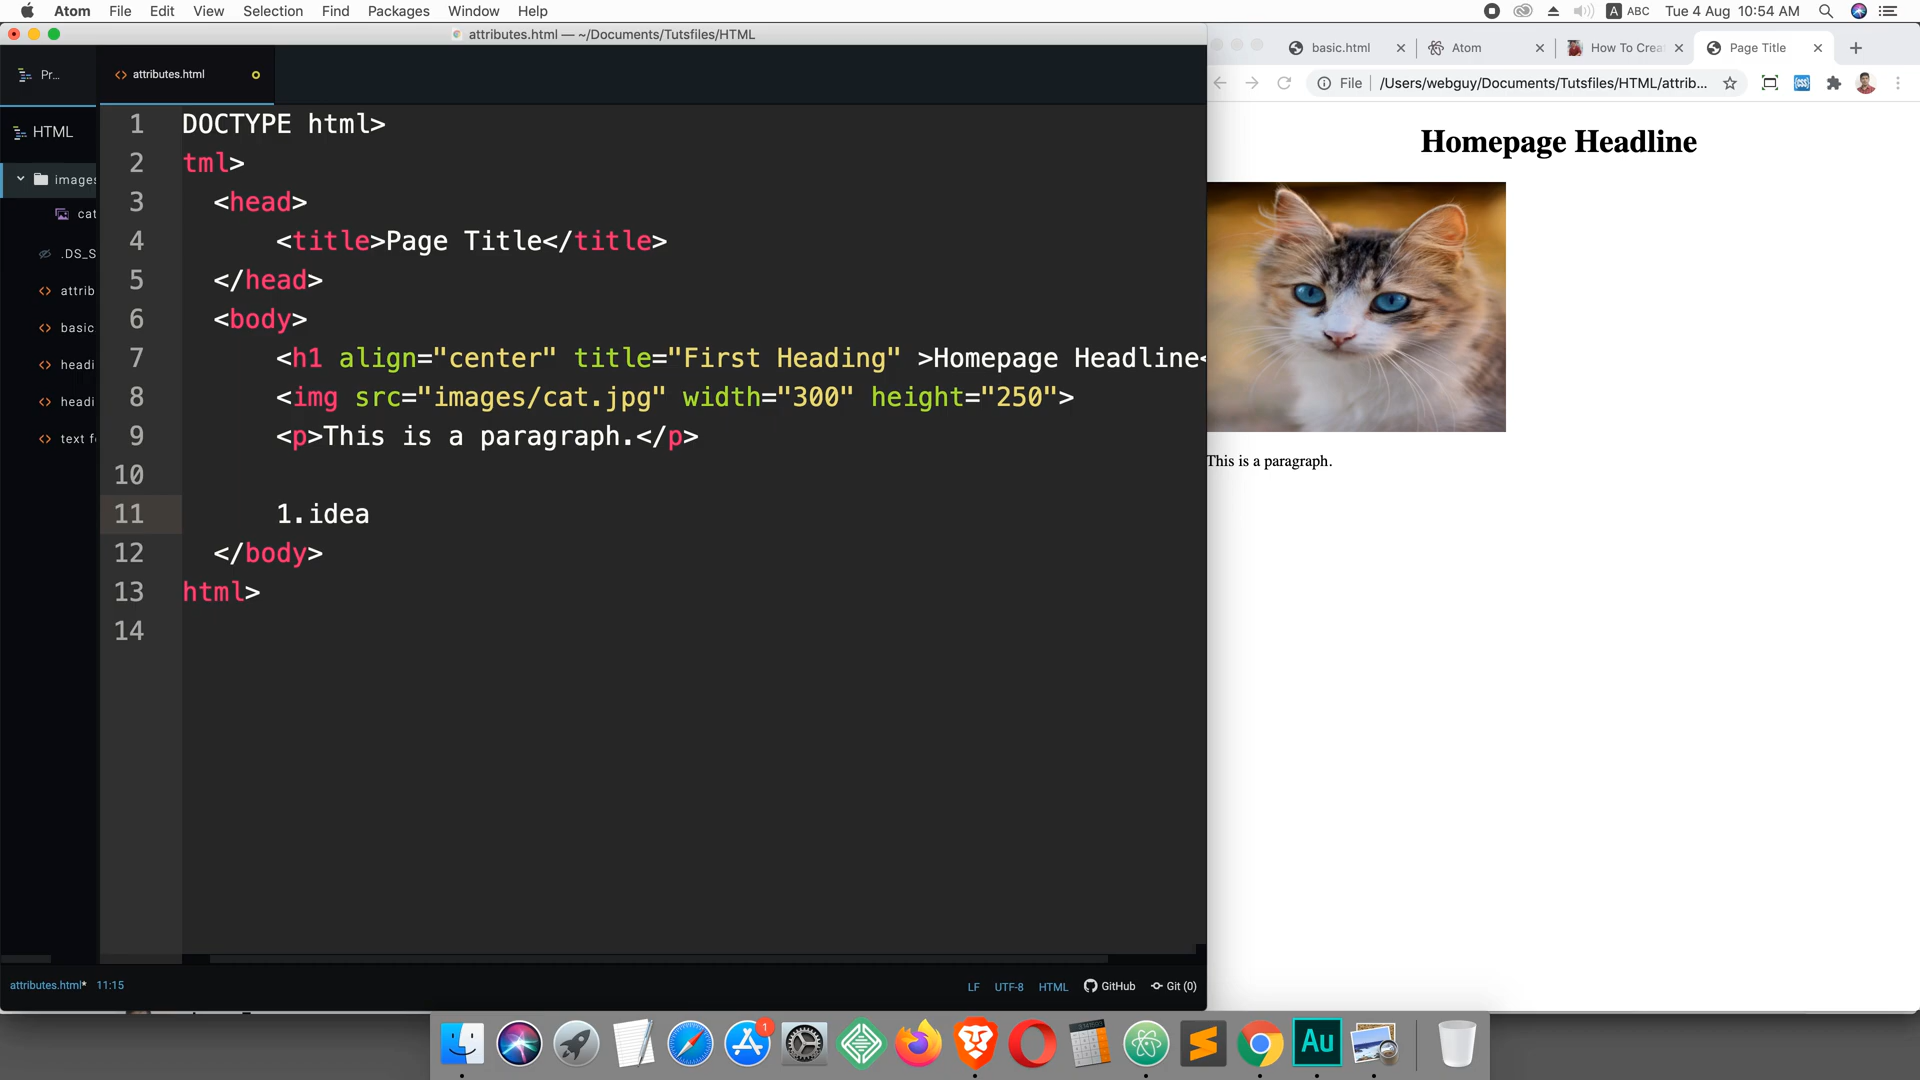 Atom File Edit View Selection Find Packages Window Help
A ABC Tue 4 Aug 10:54 AM
attributes.html — ~/Documents/Tutsfiles/HTML
Pr...
attributes.html
HTML
images
cat
.DS_S
attrib
basic
headi
headi
text f
1 DOCTYPE html>
2 tml>
3 <head>
4 <title>Page Title</title>
5 </head>
6 <body>
7 <h1 align="center" title="First Heading" >Homepage Headline<
8 <img src="images/cat.jpg" width="300" height="250">
9 <p>This is a paragraph.</p>
10
11 1.idea
12 </body>
13 html>
14
attributes.html* 11:15
LF UTF-8 HTML GitHub Git (0)
basic.html Atom How To Crea Page Title
File /Users/webguy/Documents/Tutsfiles/HTML/attrib...
Homepage Headline
This is a paragraph.
1
Au